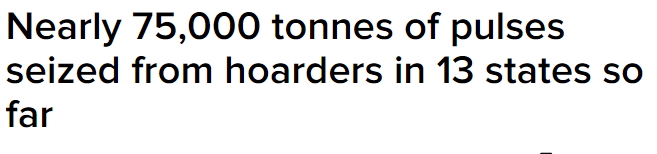 Nearly 75,000 tonnes of pulses
seized from hoarders in 13 states so
far